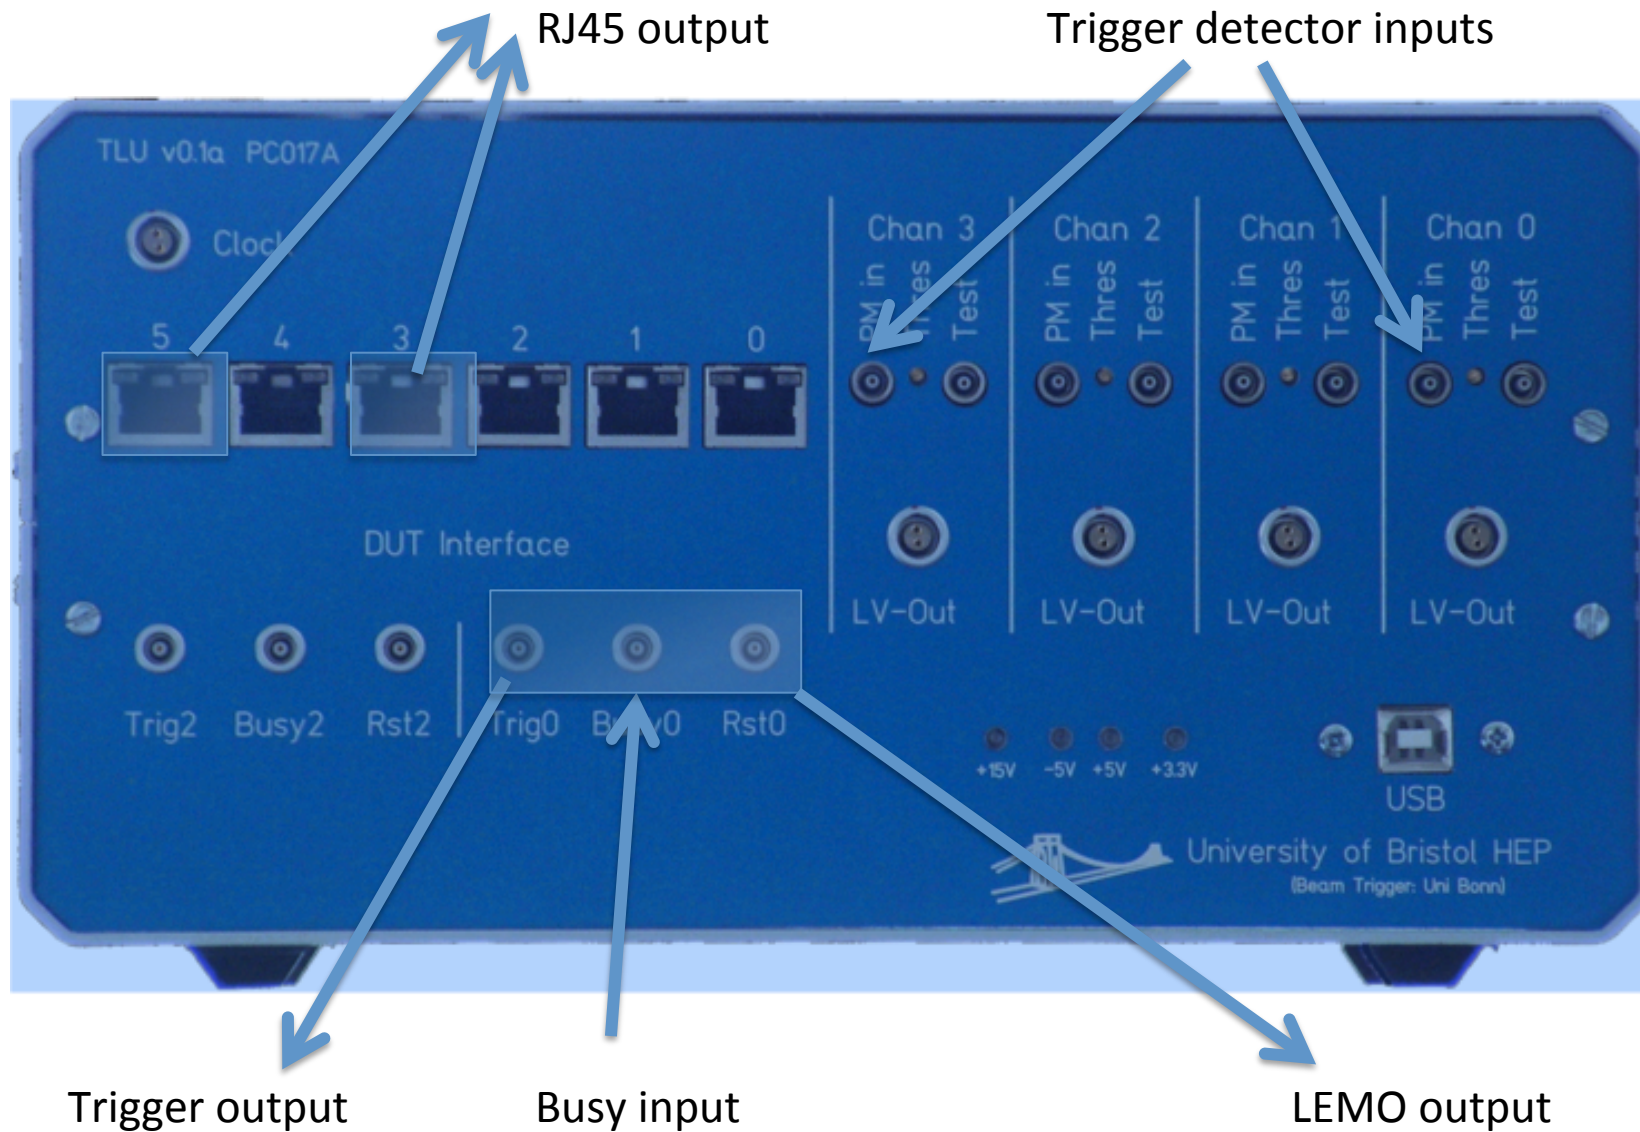 RJ45 output
Trigger detector inputs
TLU v0.1a PC017A
Clock
Chan 3
Chan 2
Chan 1
Chan 0
PM in
Thres
Test
PM in
Thres
Test
PM in
Thres
Test
PM in
Thres
Test
5
4
3
2
1
0
DUT Interface
LV-Out
LV-Out
LV-Out
LV-Out
Trig2
Busy2
Rst2
Trig0
Busy0
Rst0
+15V
-5V
+5V
+3.3V
USB
University of Bristol HEP
(Beam Trigger: Uni Bonn)
Trigger output
Busy input
LEMO output